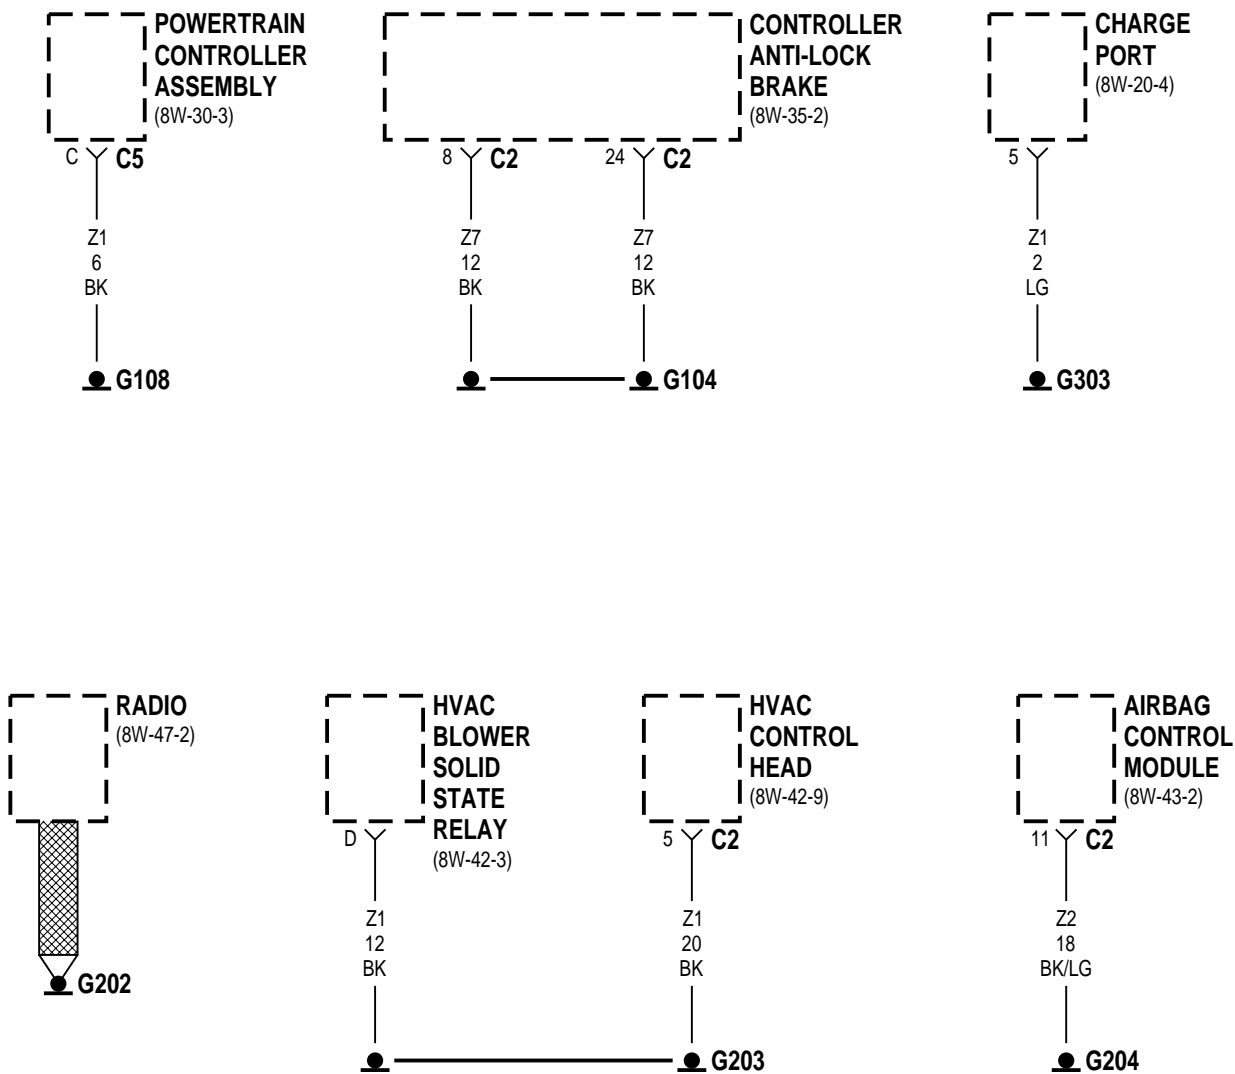 POWERTRAIN
CONTROLLER
ASSEMBLY
(8W-30-3)
C
C5
Z1
6
BK
G108
CONTROLLER
ANTI-LOCK
BRAKE
(8W-35-2)
8
C2
24
C2
Z7
12
BK
Z7
12
BK
G104
CHARGE
PORT
(8W-20-4)
5
Z1
2
LG
G303
RADIO
(8W-47-2)
G202
HVAC
BLOWER
SOLID
STATE
RELAY
(8W-42-3)
D
Z1
12
BK
HVAC
CONTROL
HEAD
(8W-42-9)
5
C2
Z1
20
BK
G203
AIRBAG
CONTROL
MODULE
(8W-43-2)
11
C2
Z2
18
BK/LG
G204